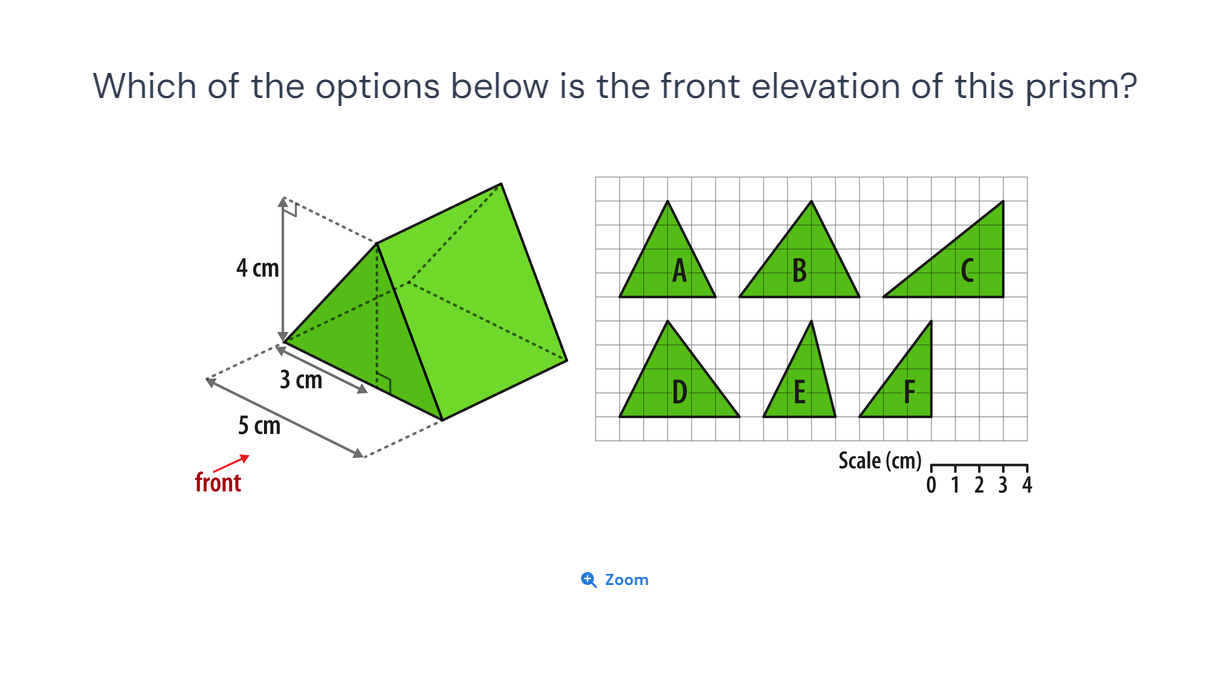 Which of the options below is the front elevation of this prism?
4 cm
3 cm
5 cm
front
A
B
C
D
E
F
Scale (cm)
0 1 2 3 4
Zoom